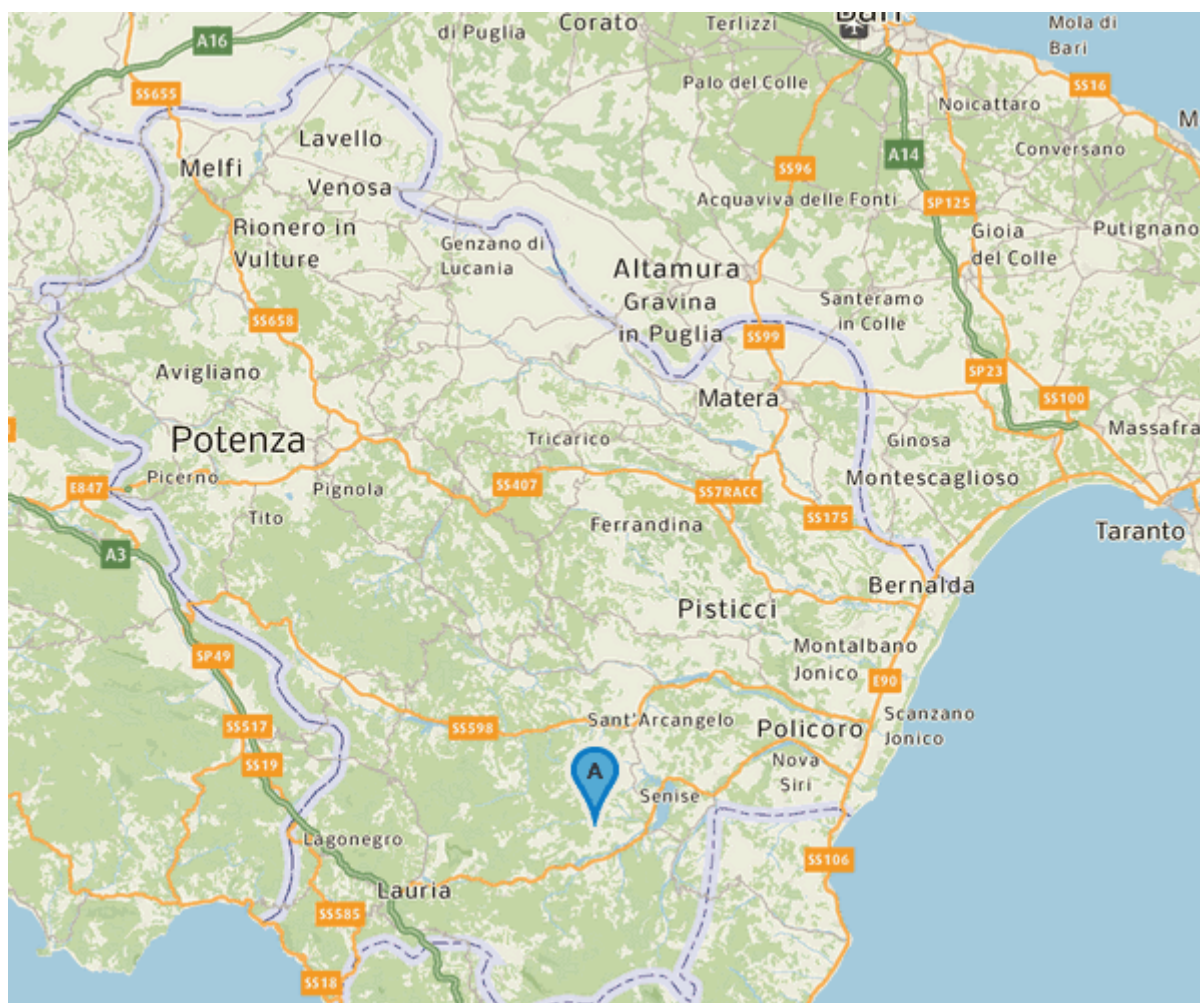 Bari
Mola di
Bari
Corato
Terlizzi
di Puglia
A16
Palo del Colle
SS655
SS16
Noicattaro
Lavello
A14
Conversano
Melfi
SS96
Venosa
Acquaviva delle Fonti
SP125
Rionero in
Vulture
Genzano di
Lucania
Gioia
del Colle
Putignano
Altamura
Gravina
in Puglia
Santeramo
in Colle
SS658
SS99
Avigliano
SP23
Matera
SS100
Massafra
Potenza
Tricarico
Ginosa
Picerno
E847
Pignola
SS407
SS7RACC
Montescaglioso
Tito
Ferrandina
SS175
Taranto
A3
Bernalda
Pisticci
Montalbano
Jonico
SP49
E90
SS517
SS598
Sant'Arcangelo
Policoro
Scanzano
Jonico
SS19
A
Nova
Siri
Senise
Lagonegro
SS106
Lauria
SS585
SS18